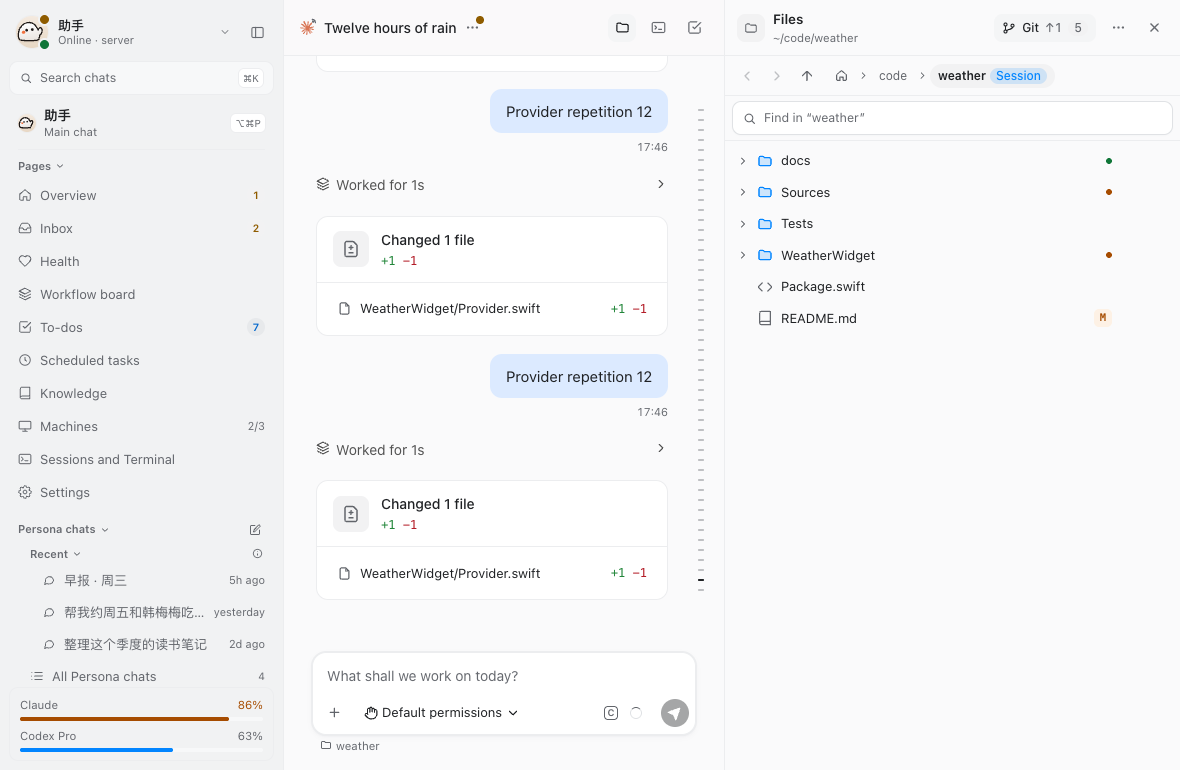 助手
Online · server
Search chats
⌘K
助手
Main chat
⌥⌘P
Pages
Overview
Inbox
Health
Workflow board
To-dos
7
Scheduled tasks
Knowledge
Machines
2/3
Sessions and Terminal
Settings
Persona chats
Recent
早报 · 周三
5h ago
帮我约周五和韩梅梅吃...
yesterday
整理这个季度的读书笔记
2d ago
All Persona chats
4
Claude
86%
Codex Pro
63%
Twelve hours of rain
Provider repetition 12
17:46
Worked for 1s
Changed 1 file
+1 −1
WeatherWidget/Provider.swift
+1 −1
Provider repetition 12
17:46
Worked for 1s
Changed 1 file
+1 −1
WeatherWidget/Provider.swift
+1 −1
What shall we work on today?
Default permissions
C
weather
Files
~/code/weather
Git ↑1 5
code
weather Session
Find in “weather”
docs
Sources
Tests
WeatherWidget
Package.swift
README.md
M